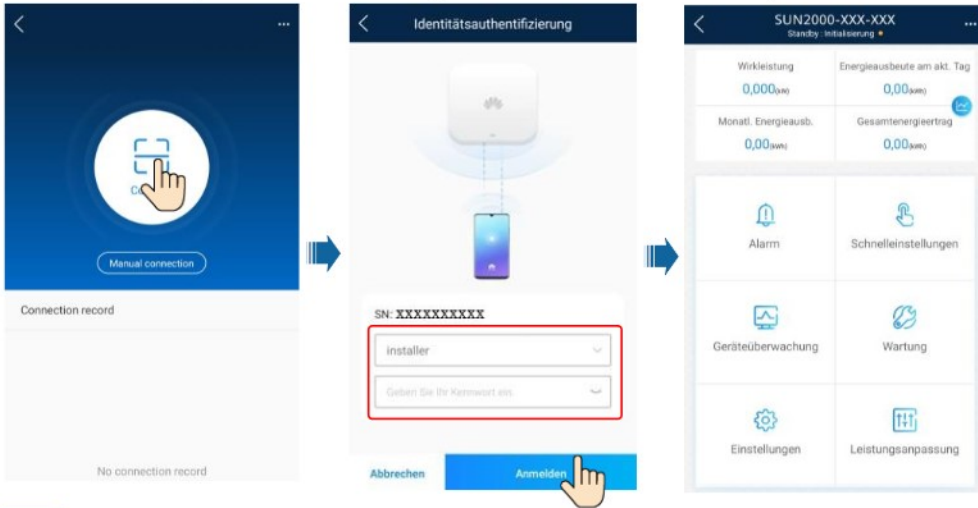 Manual connection
Connection record
No connection record
Identitätsauthentifizierung
SN: XXXXXXXXXX
installer
Geben Sie Ihr Kennwort ein.
Abbrechen
Anmelden
SUN2000-XXX-XXX
Standby : Initialisierung
Wirkleistung
Energieausbeute am akt. Tag
0,000(kW)
0,00(kWh)
Monatl. Energieausb.
Gesamtenergieertrag
0,00(kWh)
0,00(kWh)
Alarm
Schnelleinstellungen
Geräteüberwachung
Wartung
Einstellungen
Leistungsanpassung